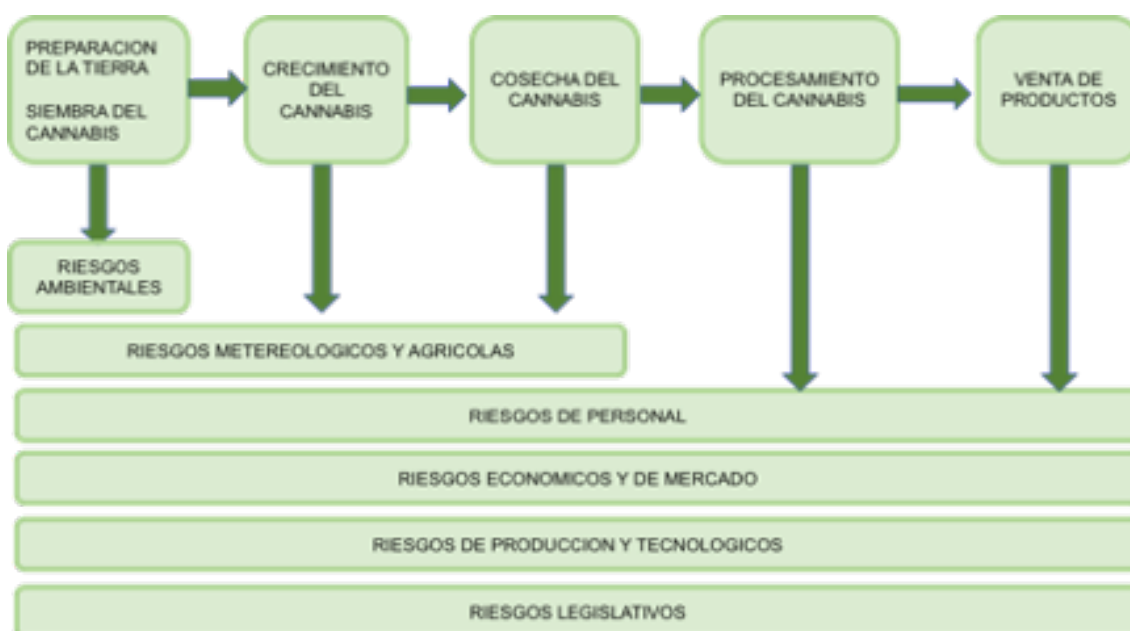 PREPARACION
DE LA TIERRA
SIEMBRA DEL
CANNABIS
CRECIMIENTO
DEL
CANNABIS
COSECHA DEL
CANNABIS
PROCESAMIENTO
DEL CANNABIS
VENTA DE
PRODUCTOS
RIESGOS
AMBIENTALES
RIESGOS METEREOLOGICOS Y AGRICOLAS
RIESGOS DE PERSONAL
RIESGOS ECONOMICOS Y DE MERCADO
RIESGOS DE PRODUCCION Y TECNOLOGICOS
RIESGOS LEGISLATIVOS